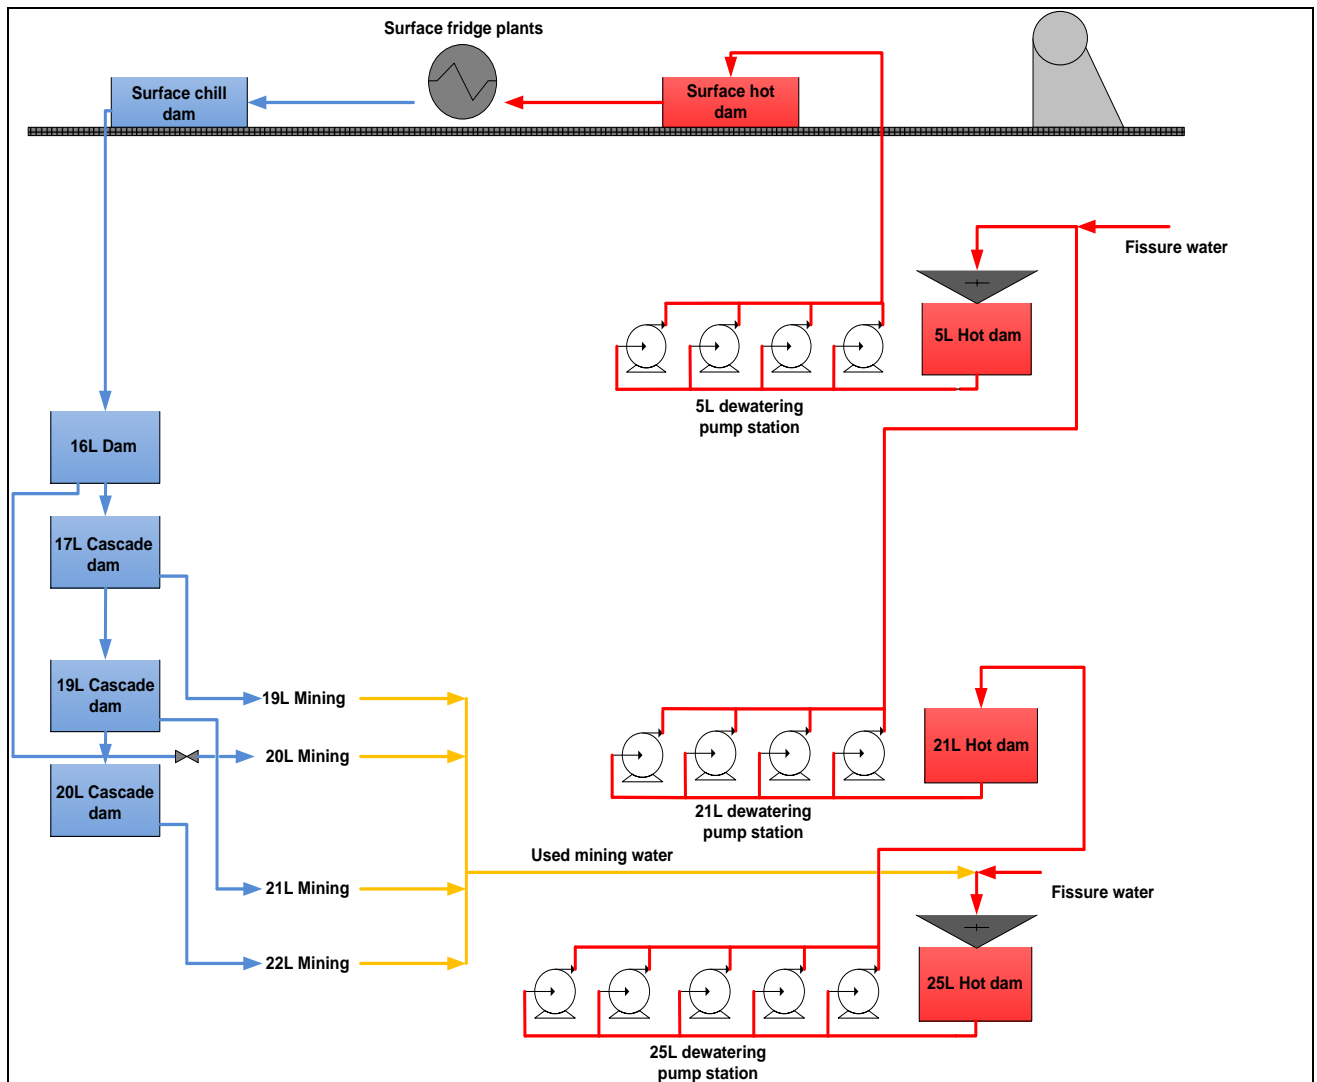 Surface fridge plants
Surface chill
dam
Surface hot
dam
Fissure water
5L Hot dam
5L dewatering
pump station
16L Dam
17L Cascade
dam
19L Cascade
dam
19L Mining
20L Mining
20L Cascade
dam
21L Hot dam
21L dewatering
pump station
Used mining water
21L Mining
Fissure water
22L Mining
25L Hot dam
25L dewatering
pump station